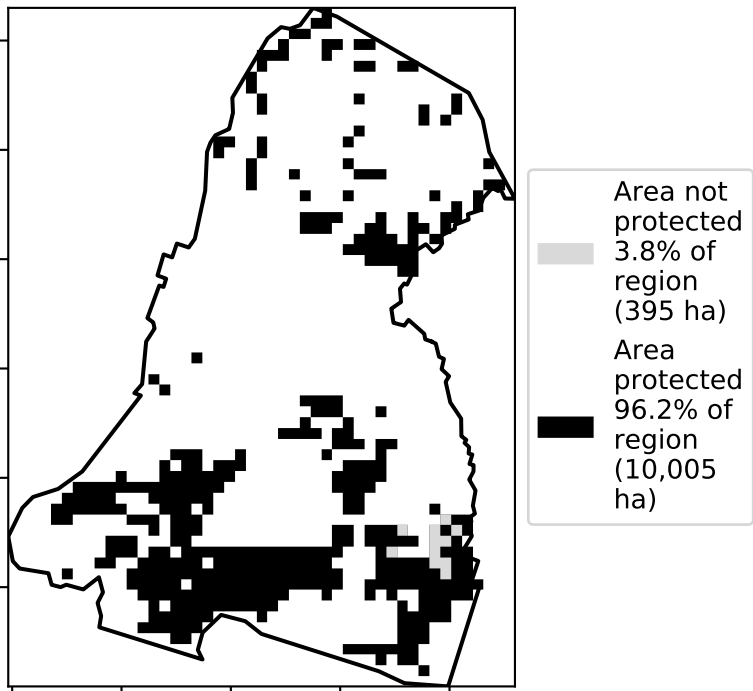 Area not
protected
3.8% of
region
(395 ha)
Area
protected
96.2% of
region
(10,005
ha)